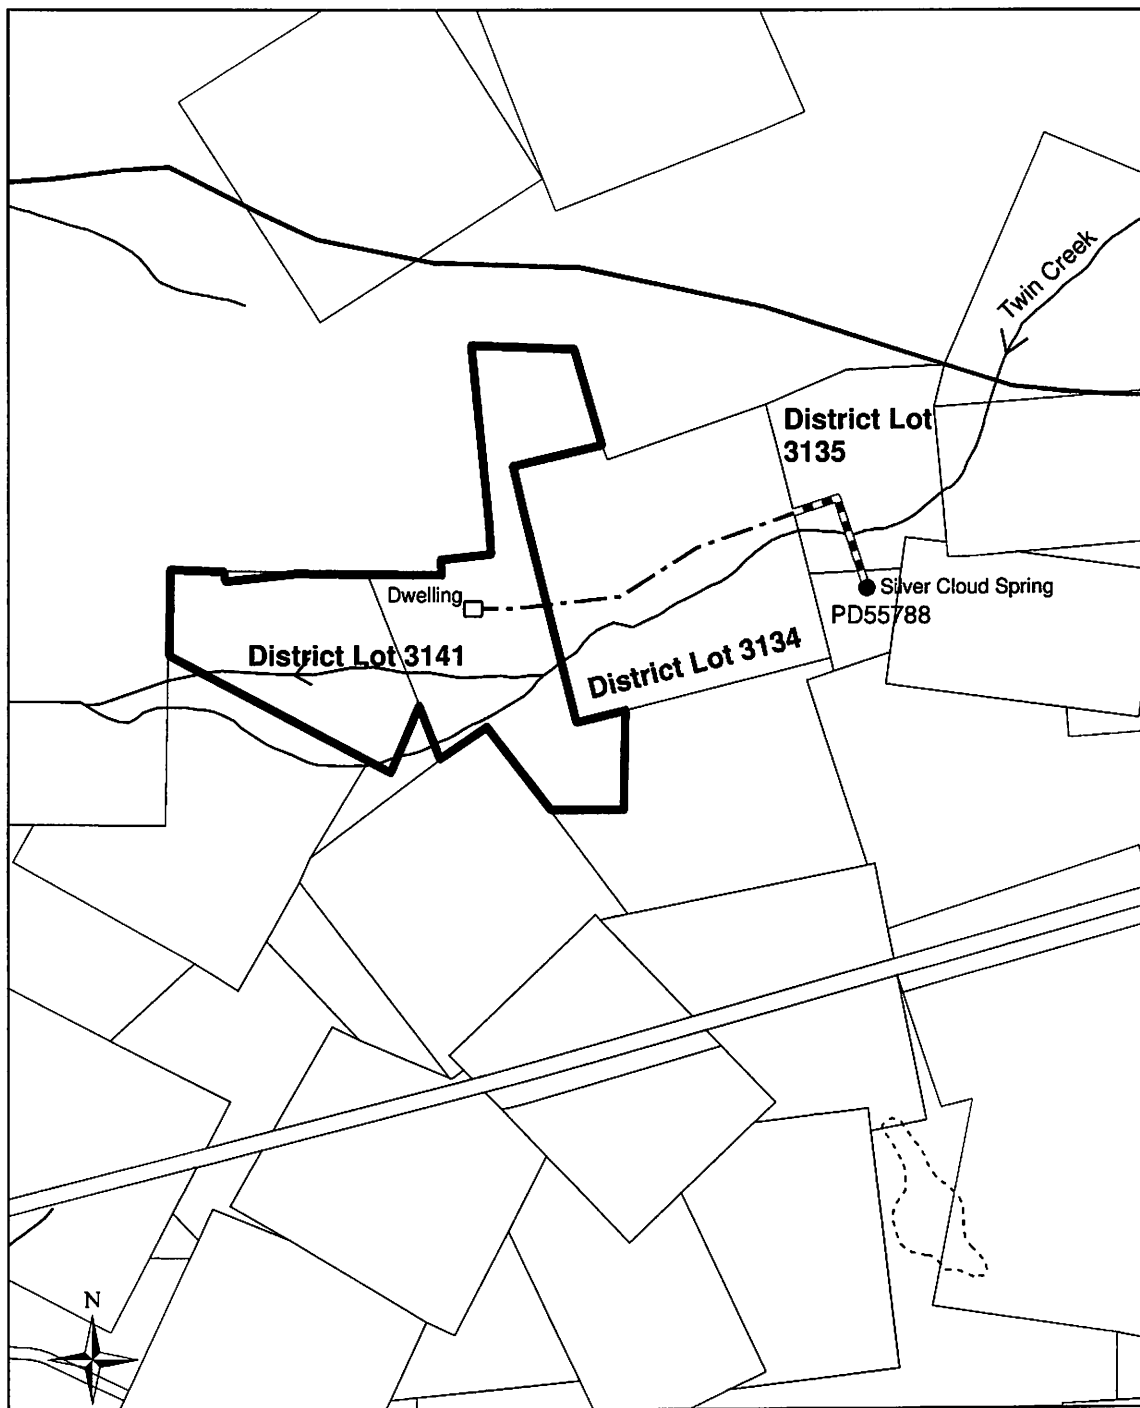 Twin Creek
District Lot
3135
Silver Cloud Spring
PD55788
Dwelling
District Lot 3141
District Lot 3134
N